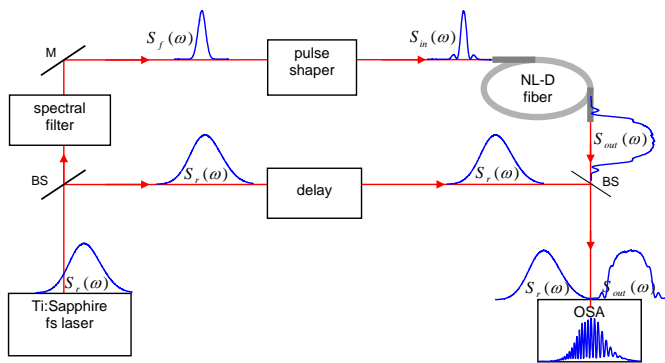 M
S_f(ω)
pulse
shaper
S_in(ω)
NL-D
fiber
spectral
filter
S_out(ω)
BS
S_r(ω)
delay
S_r(ω)
BS
S_r(ω)
Ti:Sapphire
fs laser
S_r(ω)
S_out(ω)
OSA